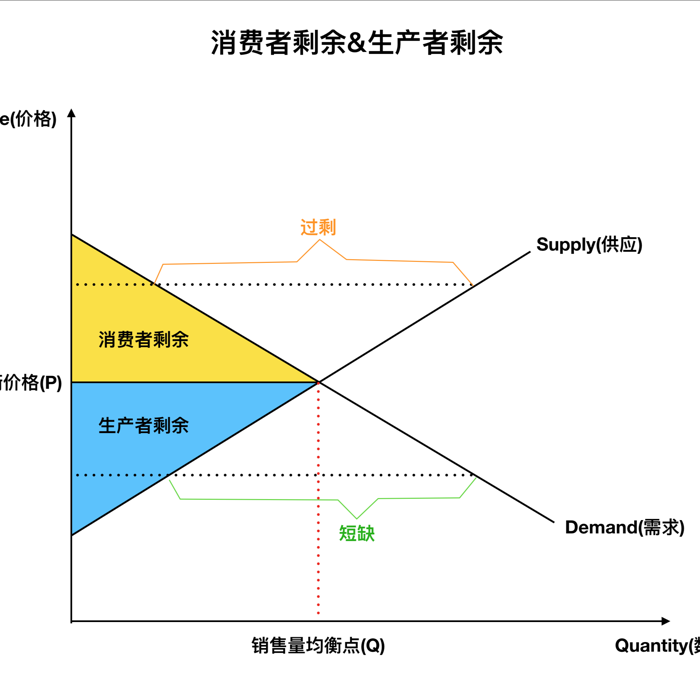 消费者剩余&生产者剩余
e(价格)
过剩
Supply(供应)
消费者剩余
价格(P)
生产者剩余
短缺
Demand(需求)
销售量均衡点(Q)
Quantity(